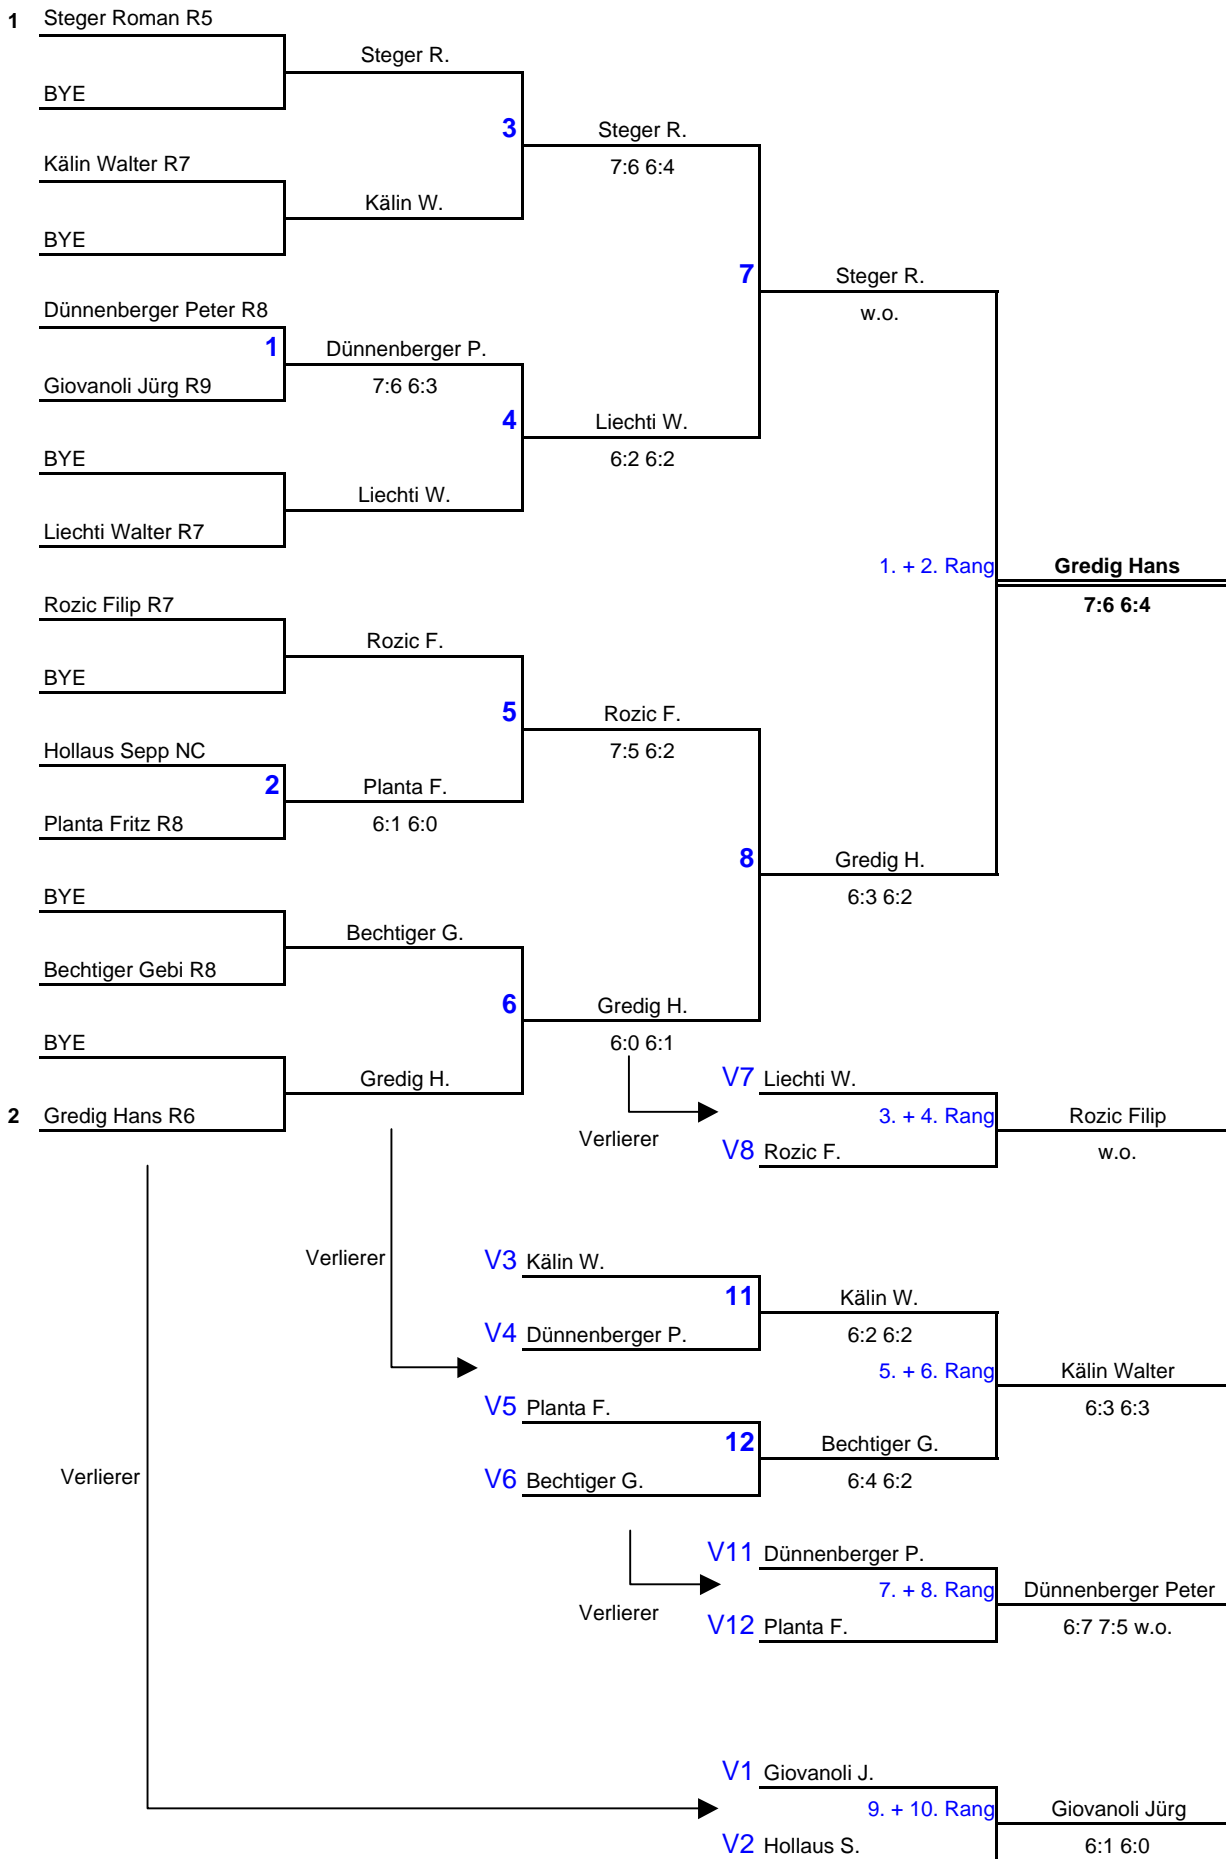 1 Steger Roman R5
Steger R.
BYE
3 Steger R.
7:6 6:4
Kälin Walter R7
Kälin W.
BYE
7 Steger R.
w.o.
Dünnenberger Peter R8
1 Dünnenberger P.
7:6 6:3
Giovanoli Jürg R9
4 Liechti W.
6:2 6:2
BYE
Liechti W.
Liechti Walter R7
1. + 2. Rang Gredig Hans
7:6 6:4
Rozic Filip R7
Rozic F.
BYE
5 Rozic F.
7:5 6:2
Hollaus Sepp NC
2 Planta F.
6:1 6:0
Planta Fritz R8
8 Gredig H.
6:3 6:2
BYE
Bechtiger G.
Bechtiger Gebi R8
6 Gredig H.
6:0 6:1
BYE
Gredig H.
2 Gredig Hans R6
V7 Liechti W.
3. + 4. Rang Rozic Filip
w.o.
Verlierer
V8 Rozic F.
Verlierer
V3 Kälin W.
11 Kälin W.
6:2 6:2
V4 Dünnenberger P.
5. + 6. Rang Kälin Walter
6:3 6:3
V5 Planta F.
12 Bechtiger G.
6:4 6:2
V6 Bechtiger G.
Verlierer
V11 Dünnenberger P.
7. + 8. Rang Dünnenberger Peter
6:7 7:5 w.o.
Verlierer
V12 Planta F.
V1 Giovanoli J.
9. + 10. Rang Giovanoli Jürg
6:1 6:0
V2 Hollaus S.